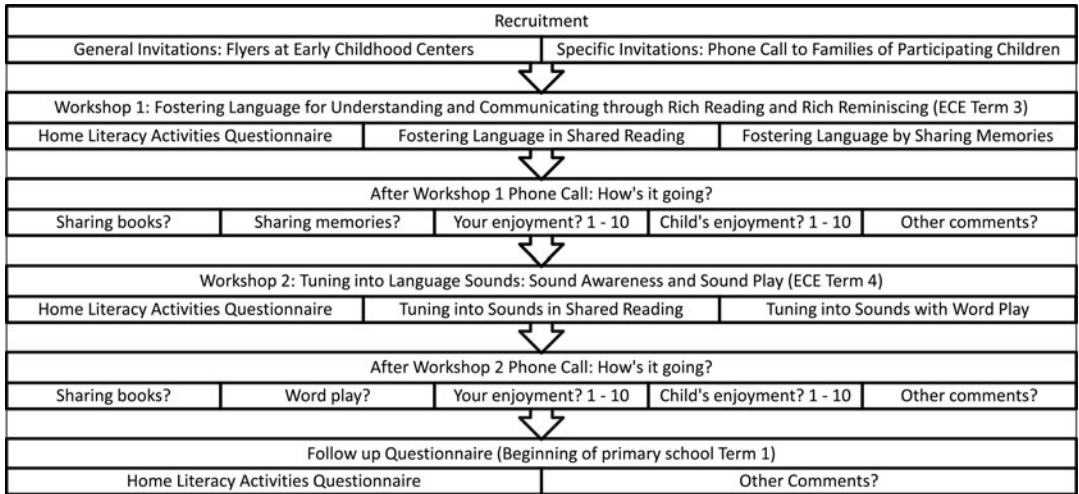 Recruitment
General Invitations: Flyers at Early Childhood Centers Specific Invitations: Phone Call to Families of Participating Children
Workshop 1: Fostering Language for Understanding and Communicating through Rich Reading and Rich Reminiscing (ECE Term 3)
Home Literacy Activities Questionnaire Fostering Language in Shared Reading Fostering Language by Sharing Memories
After Workshop 1 Phone Call: How's it going?
Sharing books? Sharing memories? Your enjoyment? 1 - 10 Child's enjoyment? 1 - 10 Other comments?
Workshop 2: Tuning into Language Sounds: Sound Awareness and Sound Play (ECE Term 4)
Home Literacy Activities Questionnaire Tuning into Sounds in Shared Reading Tuning into Sounds with Word Play
After Workshop 2 Phone Call: How's it going?
Sharing books? Word play? Your enjoyment? 1 - 10 Child's enjoyment? 1 - 10 Other comments?
Follow up Questionnaire (Beginning of primary school Term 1)
Home Literacy Activities Questionnaire Other Comments?